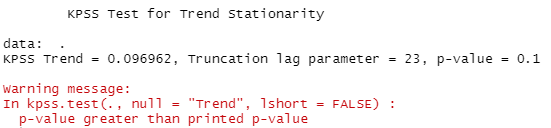 KPSS Test for Trend Stationarity
data:  .
KPSS Trend = 0.096962, Truncation lag parameter = 23, p-value = 0.1
Warning message:
In kpss.test(., null = "Trend", lshort = FALSE) :
p-value greater than printed p-value